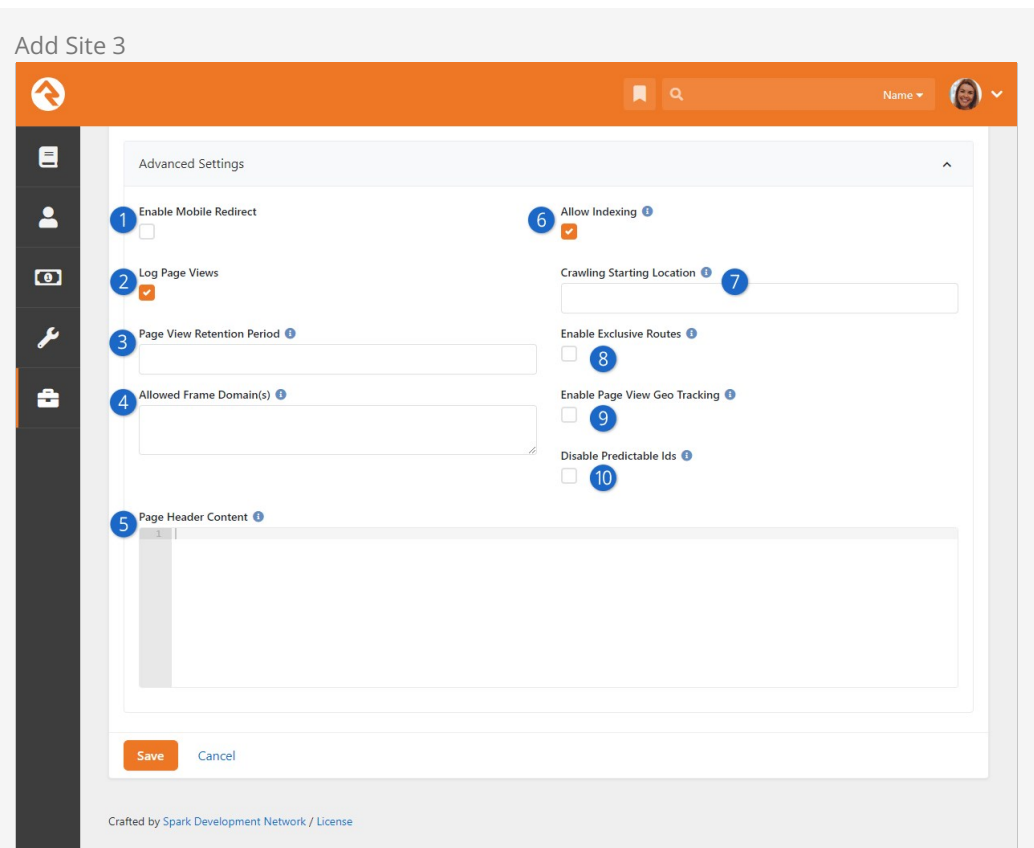 Add Site 3
Name
Advanced Settings
1 Enable Mobile Redirect
6 Allow Indexing
2 Log Page Views
Crawling Starting Location 7
3 Page View Retention Period
Enable Exclusive Routes
8
4 Allowed Frame Domain(s)
Enable Page View Geo Tracking
9
Disable Predictable Ids
10
5 Page Header Content
1
Save Cancel
Crafted by Spark Development Network / License